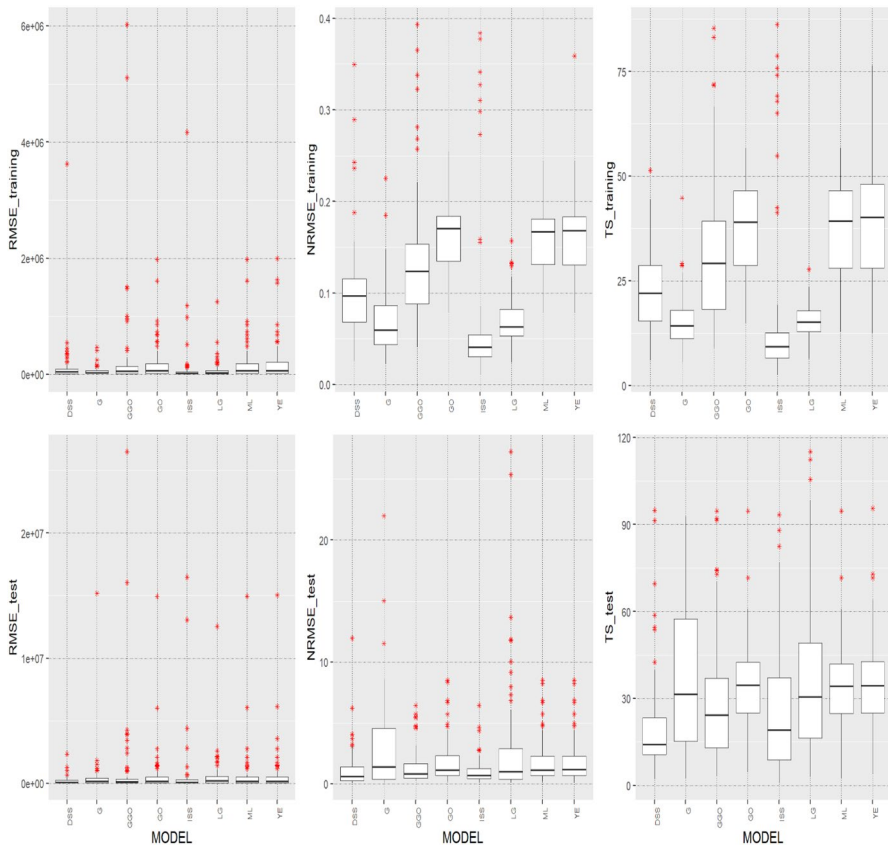 RMSE_training
6e+06
4e+06
2e+06
0e+00
DSS
G
GGO
GO
ISS
LG
ML
YE
NRMSE_training
0.4
0.3
0.2
0.1
0.0
DSS
G
GGO
GO
ISS
LG
ML
YE
TS_training
75
50
25
0
DSS
G
GGO
GO
ISS
LG
ML
YE
RMSE_test
2e+07
1e+07
0e+00
DSS
G
GGO
GO
ISS
LG
ML
YE
MODEL
NRMSE_test
20
10
0
DSS
G
GGO
GO
ISS
LG
ML
YE
MODEL
TS_test
120
90
60
30
0
DSS
G
GGO
GO
ISS
LG
ML
YE
MODEL